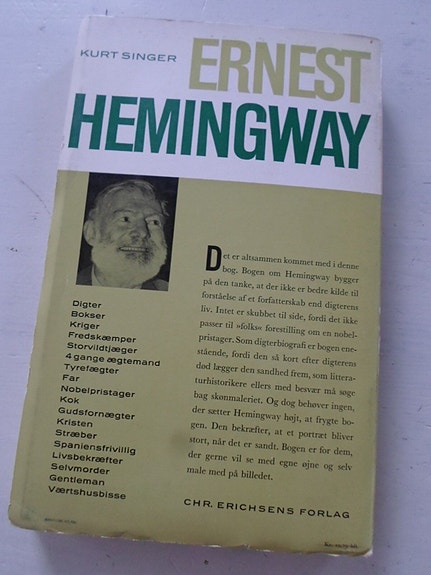 KURT SINGER
ERNEST
HEMINGWAY
Digter
Bokser
Kriger
Fredskæmper
Storvildtjæger
4 gange ægtemand
Tyrefægter
Far
Nobelpristager
Kok
Gudsfornægter
Kristen
Stræber
Spaniensfrivillig
Livsbekræfter
Selvmorder
Gentleman
Værtshusbisse
Det er altsammen kommet med i denne
bog. Bogen om Hemingway bygger
på den tanke, at der ikke er bedre kilde til
forståelse af et forfatterskab end digterens
liv. Intet er skubbet til side, fordi det ikke
passer til »folks« forestilling om en nobel-
pristager. Som digterbiografi er bogen ene-
stående, fordi den så kort efter digterens
død lægger den sandhed frem, som littera-
turhistorikere ellers med besvær må søge
bag skønmaleriet. Og dog behøver ingen,
der sætter Hemingway højt, at frygte bo-
gen. Den bekræfter, at et portræt bliver
stort, når det er sandt. Bogen er for dem,
der gerne vil se med egne øjne og selv
male med på billedet.
CHR. ERICHSENS FORLAG